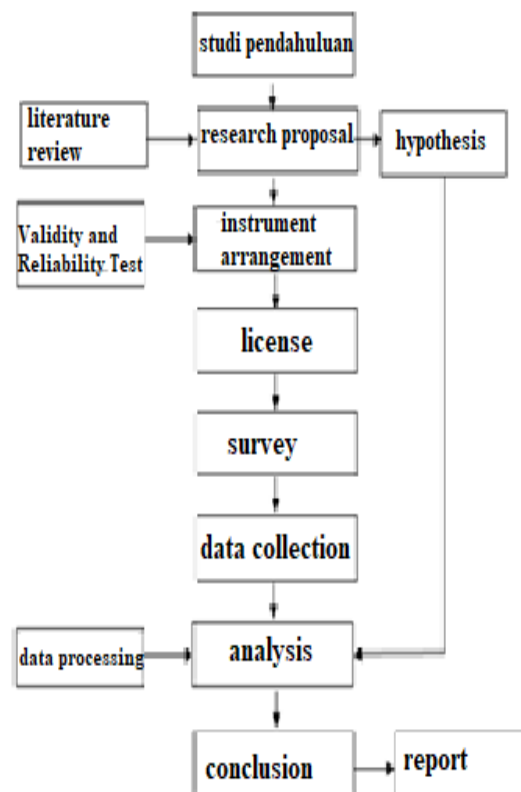 studi pendahuluan
literature
review
research proposal
hypothesis
Validity and
Reliability Test
instrument
arrangement
license
survey
data collection
data processing
analysis
conclusion
report